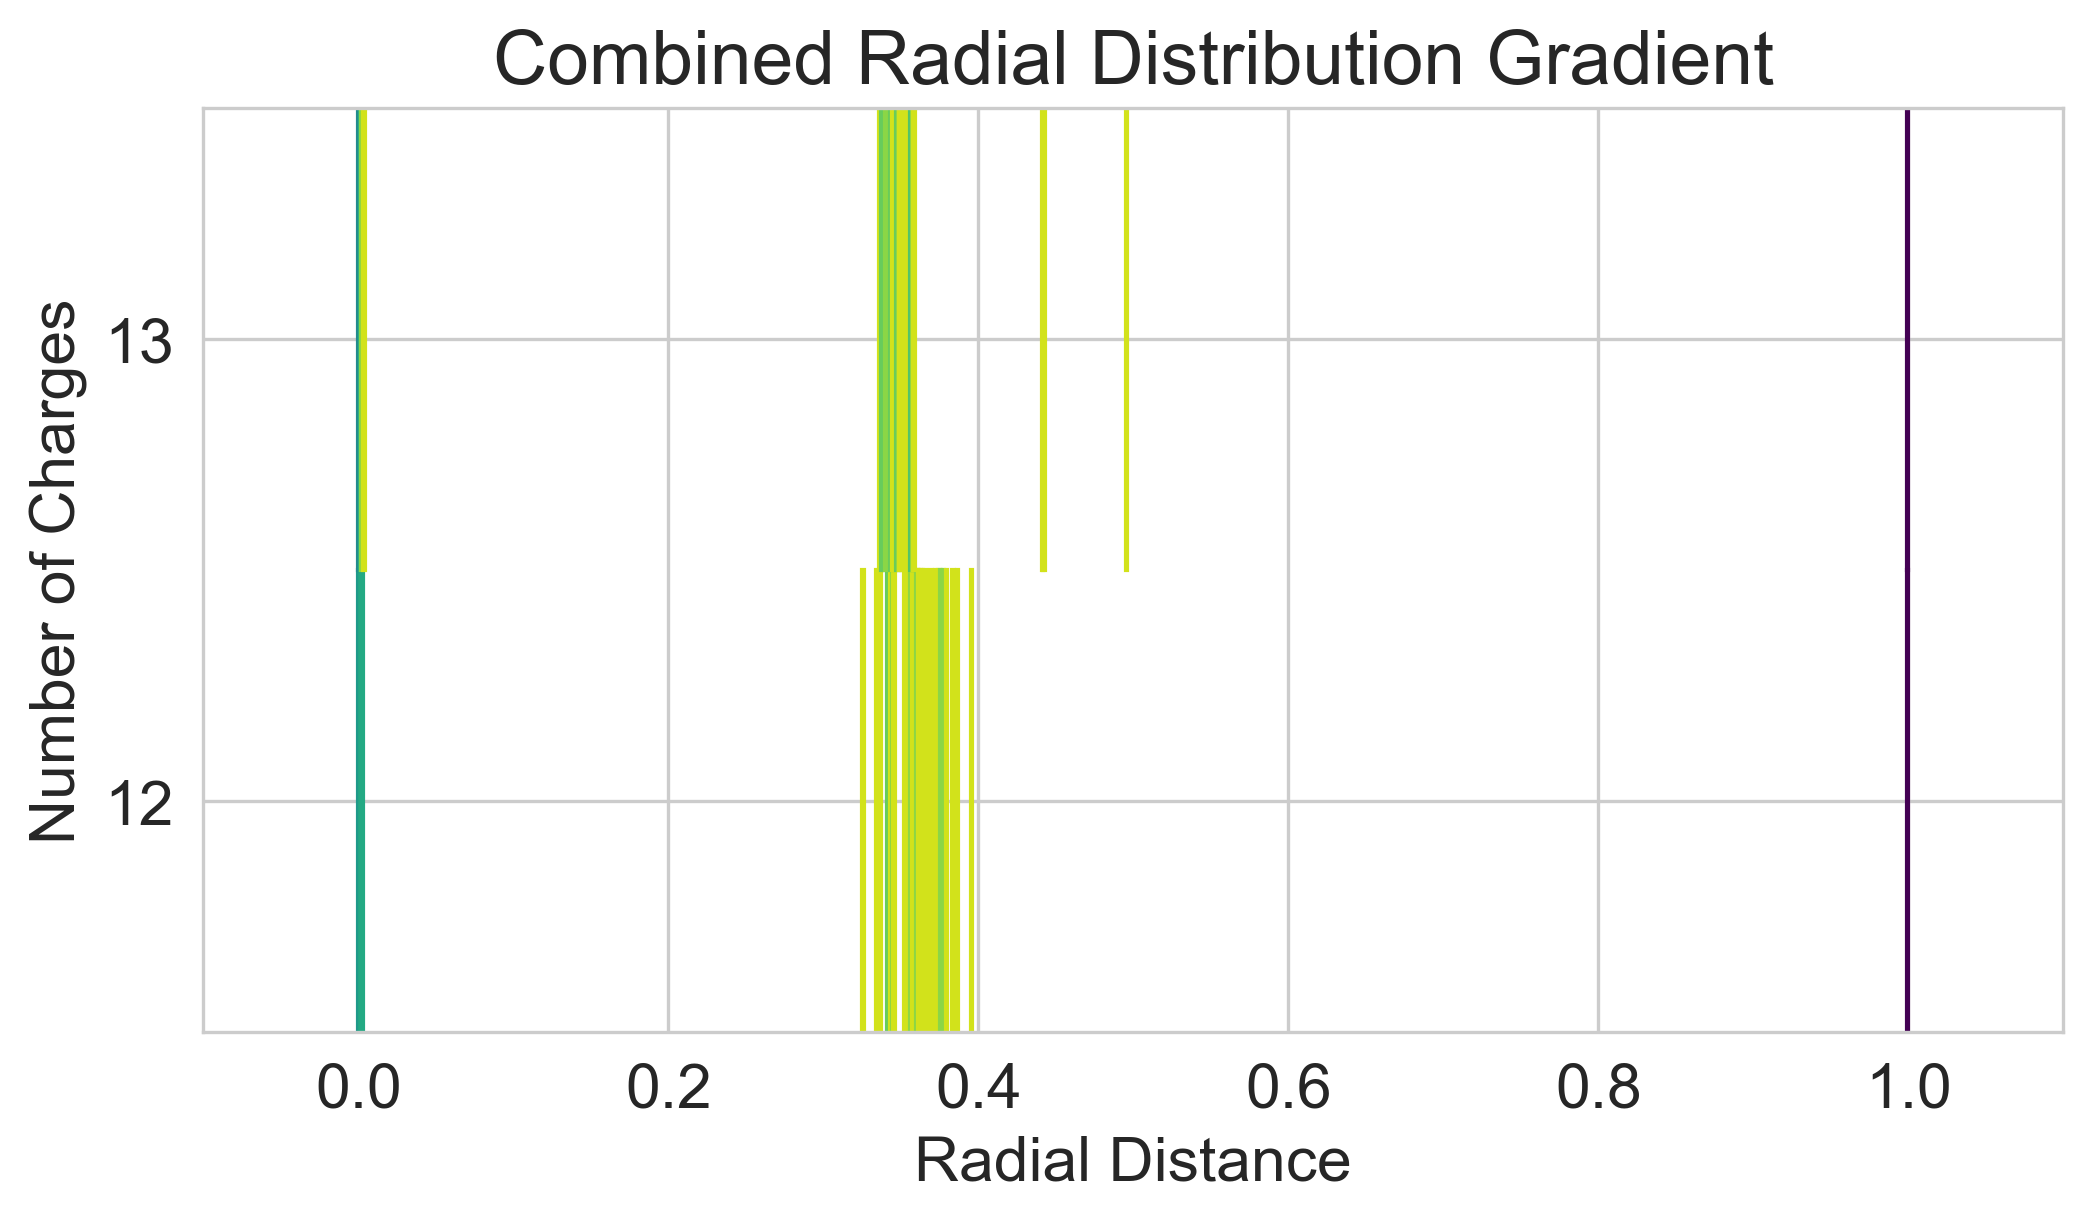 Combined Radial Distribution Gradient
Number of Charges
13
12
0.0 0.2 0.4 0.6 0.8 1.0
Radial Distance